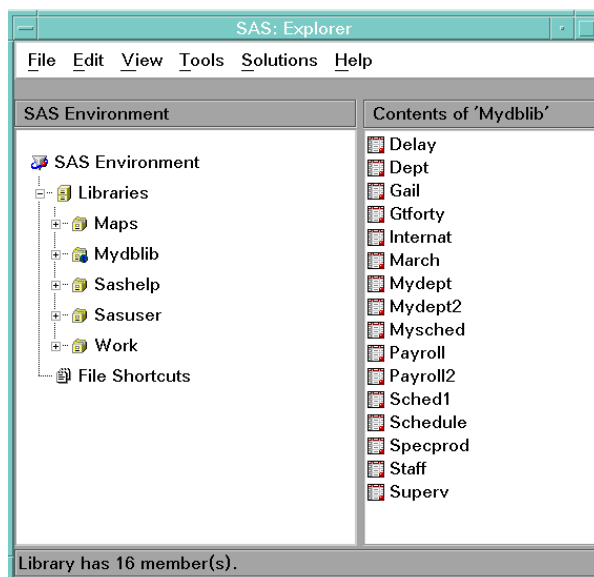 SAS: Explorer
File Edit View Tools Solutions Help
SAS Environment
SAS Environment
Libraries
Maps
Mydblib
Sashelp
Sasuser
Work
File Shortcuts
Contents of 'Mydblib'
Delay
Dept
Gail
Gtforty
Internat
March
Mydept
Mydept2
Mysched
Payroll
Payroll2
Sched1
Schedule
Specprod
Staff
Superv
Library has 16 member(s).